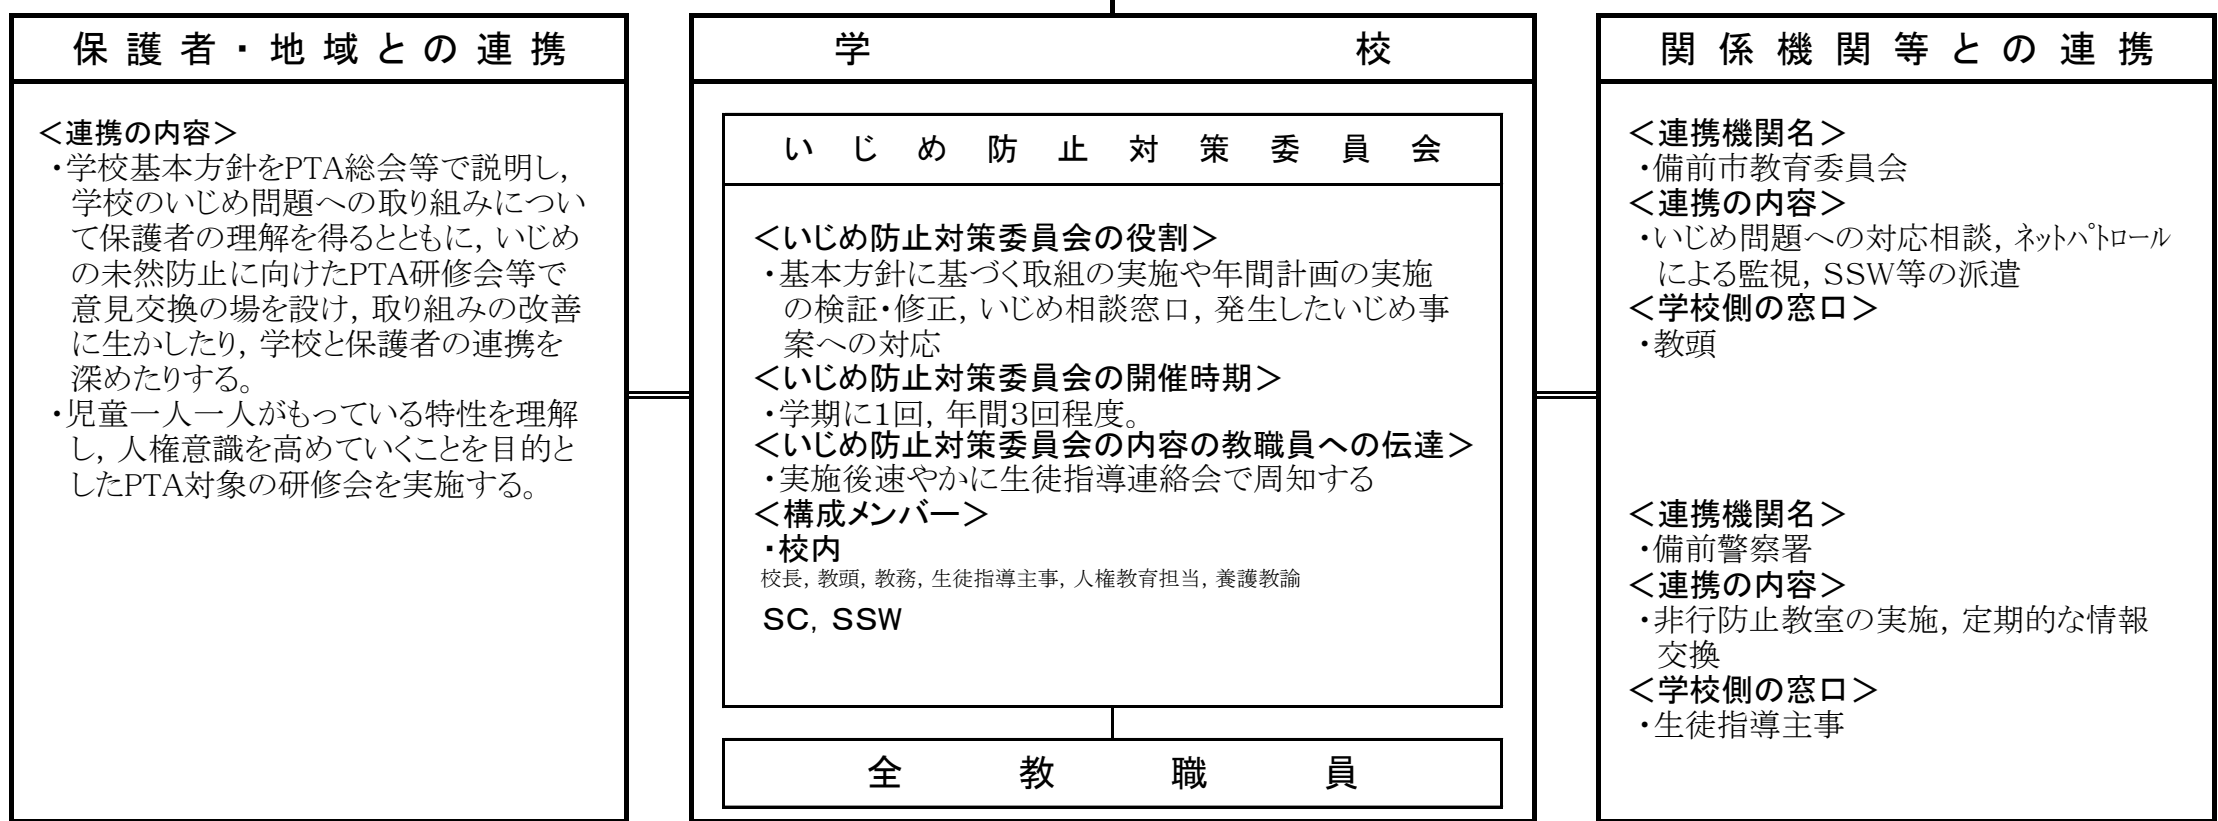 保護者・地域との連携
＜連携の内容＞
・学校基本方針をPTA総会等で説明し,
学校のいじめ問題への取り組みについ
て保護者の理解を得るとともに, いじめ
の未然防止に向けたPTA研修会等で
意見交換の場を設け, 取り組みの改善
に生かしたり, 学校と保護者の連携を
深めたりする。
・児童一人一人がもっている特性を理解
し, 人権意識を高めていくことを目的と
したPTA対象の研修会を実施する。
学校
いじめ防止対策委員会
＜いじめ防止対策委員会の役割＞
・基本方針に基づく取組の実施や年間計画の実施
の検証・修正, いじめ相談窓口, 発生したいじめ事
案への対応
＜いじめ防止対策委員会の開催時期＞
・学期に１回, 年間３回程度。
＜いじめ防止対策委員会の内容の教職員への伝達＞
・実施後速やかに生徒指導連絡会で周知する
＜構成メンバー＞
・校内
校長, 教頭, 教務, 生徒指導主事, 人権教育担当, 養護教諭
ＳＣ, ＳＳＷ
全教職員
関係機関等との連携
＜連携機関名＞
・備前市教育委員会
＜連携の内容＞
・いじめ問題への対応相談, ﾈｯﾄﾊﾟﾄﾛｰﾙ
による監視, ＳＳＷ等の派遣
＜学校側の窓口＞
・教頭
＜連携機関名＞
・備前警察署
＜連携の内容＞
・非行防止教室の実施, 定期的な情報
交換
＜学校側の窓口＞
・生徒指導主事